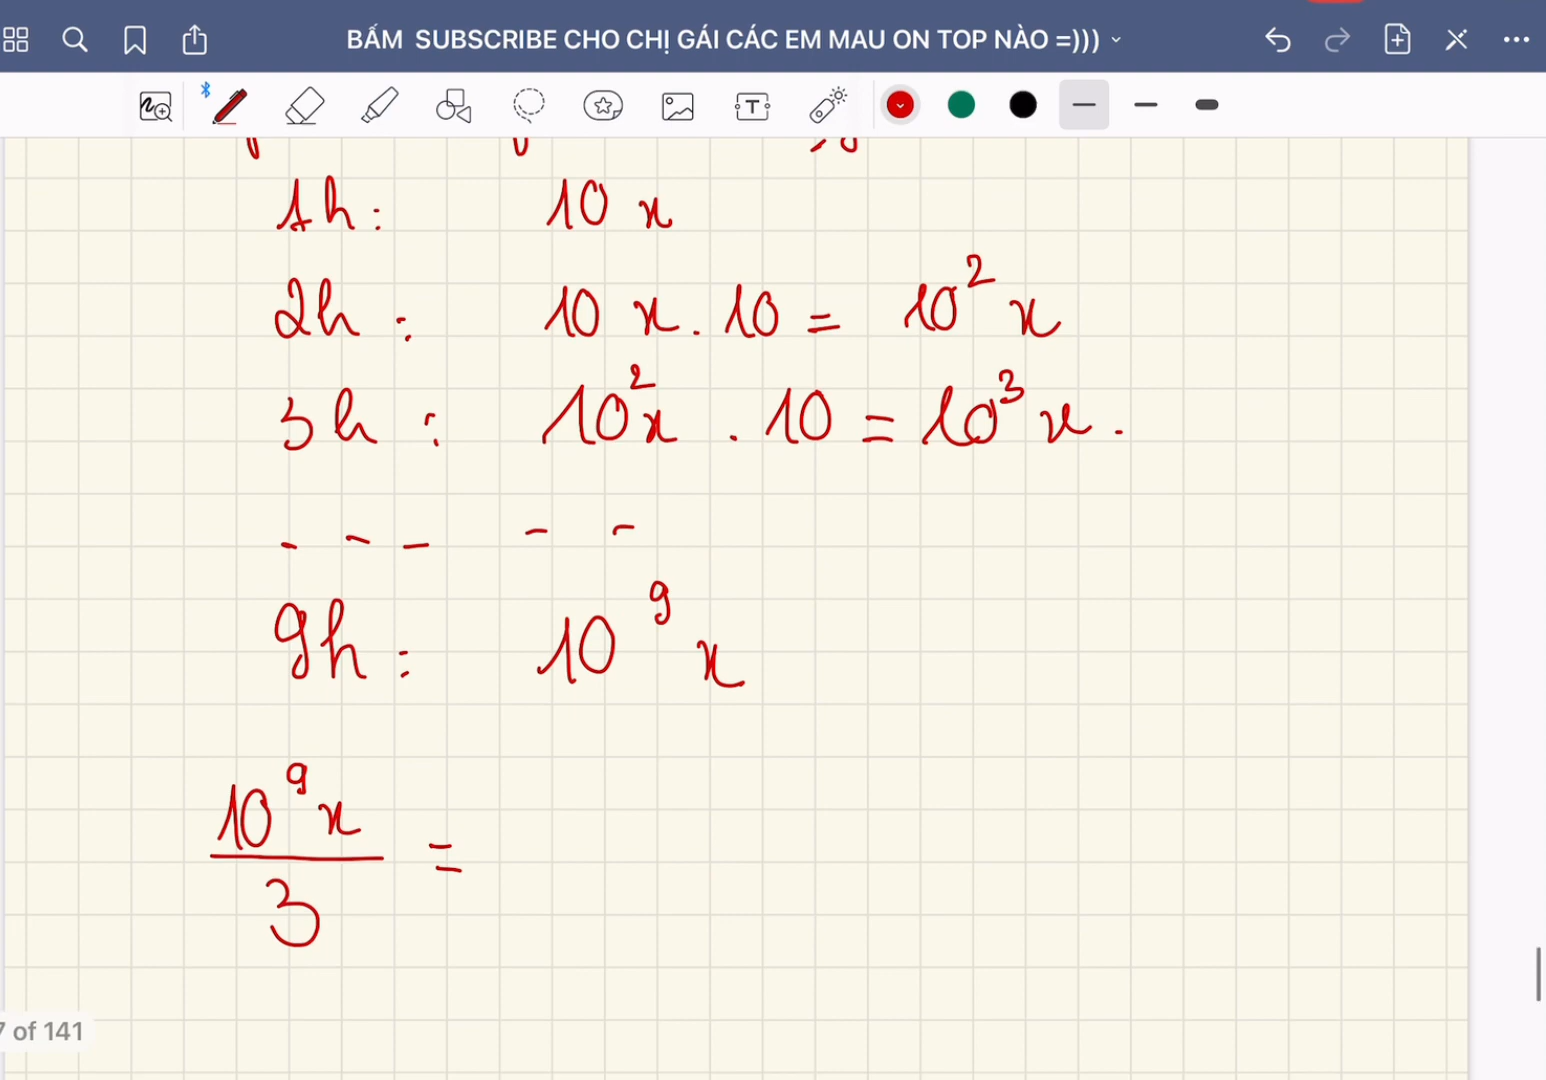 BẤM SUBSCRIBE CHO CHỊ GÁI CÁC EM MAU ON TOP NÀO =)))
1h: 10 x
2h: 10 x . 10 = 10² x
3h: 10²x . 10 = 10³ x.
- - - - -
9h: 10⁹ x
10⁹ x
3 =
7 of 141